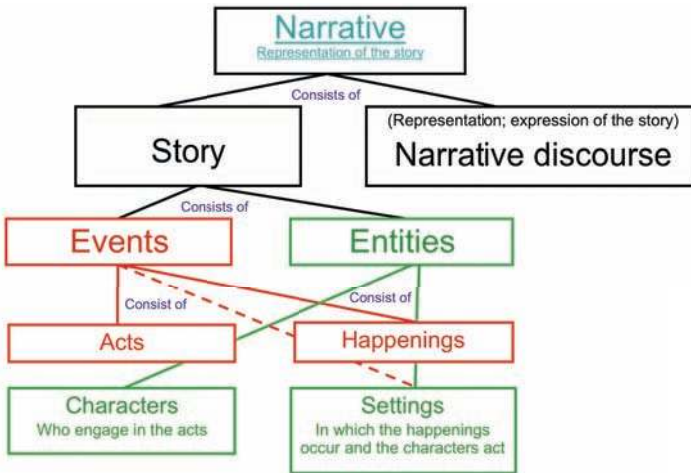 Narrative
Representation of the story
Consists of
Story
(Representation; expression of the story)
Narrative discourse
Consists of
Events
Entities
Consist of
Consist of
Acts
Happenings
Characters
Who engage in the acts
Settings
In which the happenings
occur and the characters act